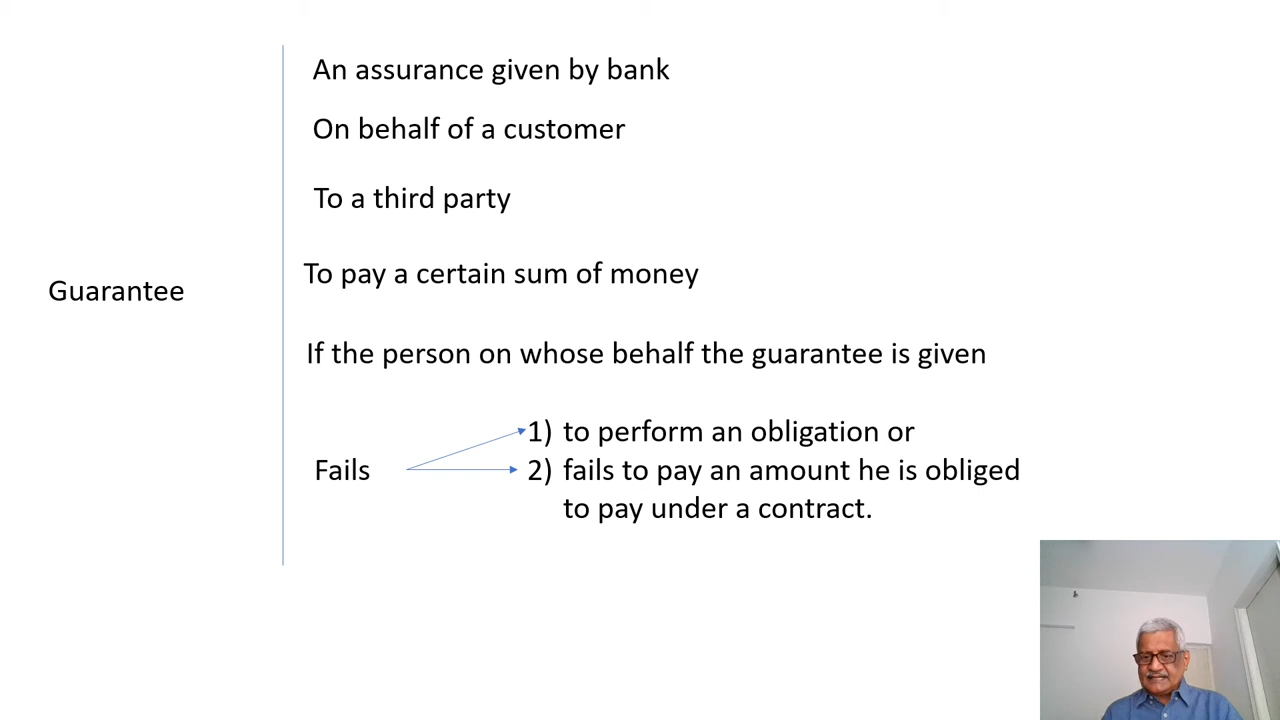 An assurance given by bank
On behalf of a customer
To a third party
To pay a certain sum of money
Guarantee
If the person on whose behalf the guarantee is given
1) to perform an obligation or
Fails
2) fails to pay an amount he is obliged
to pay under a contract.